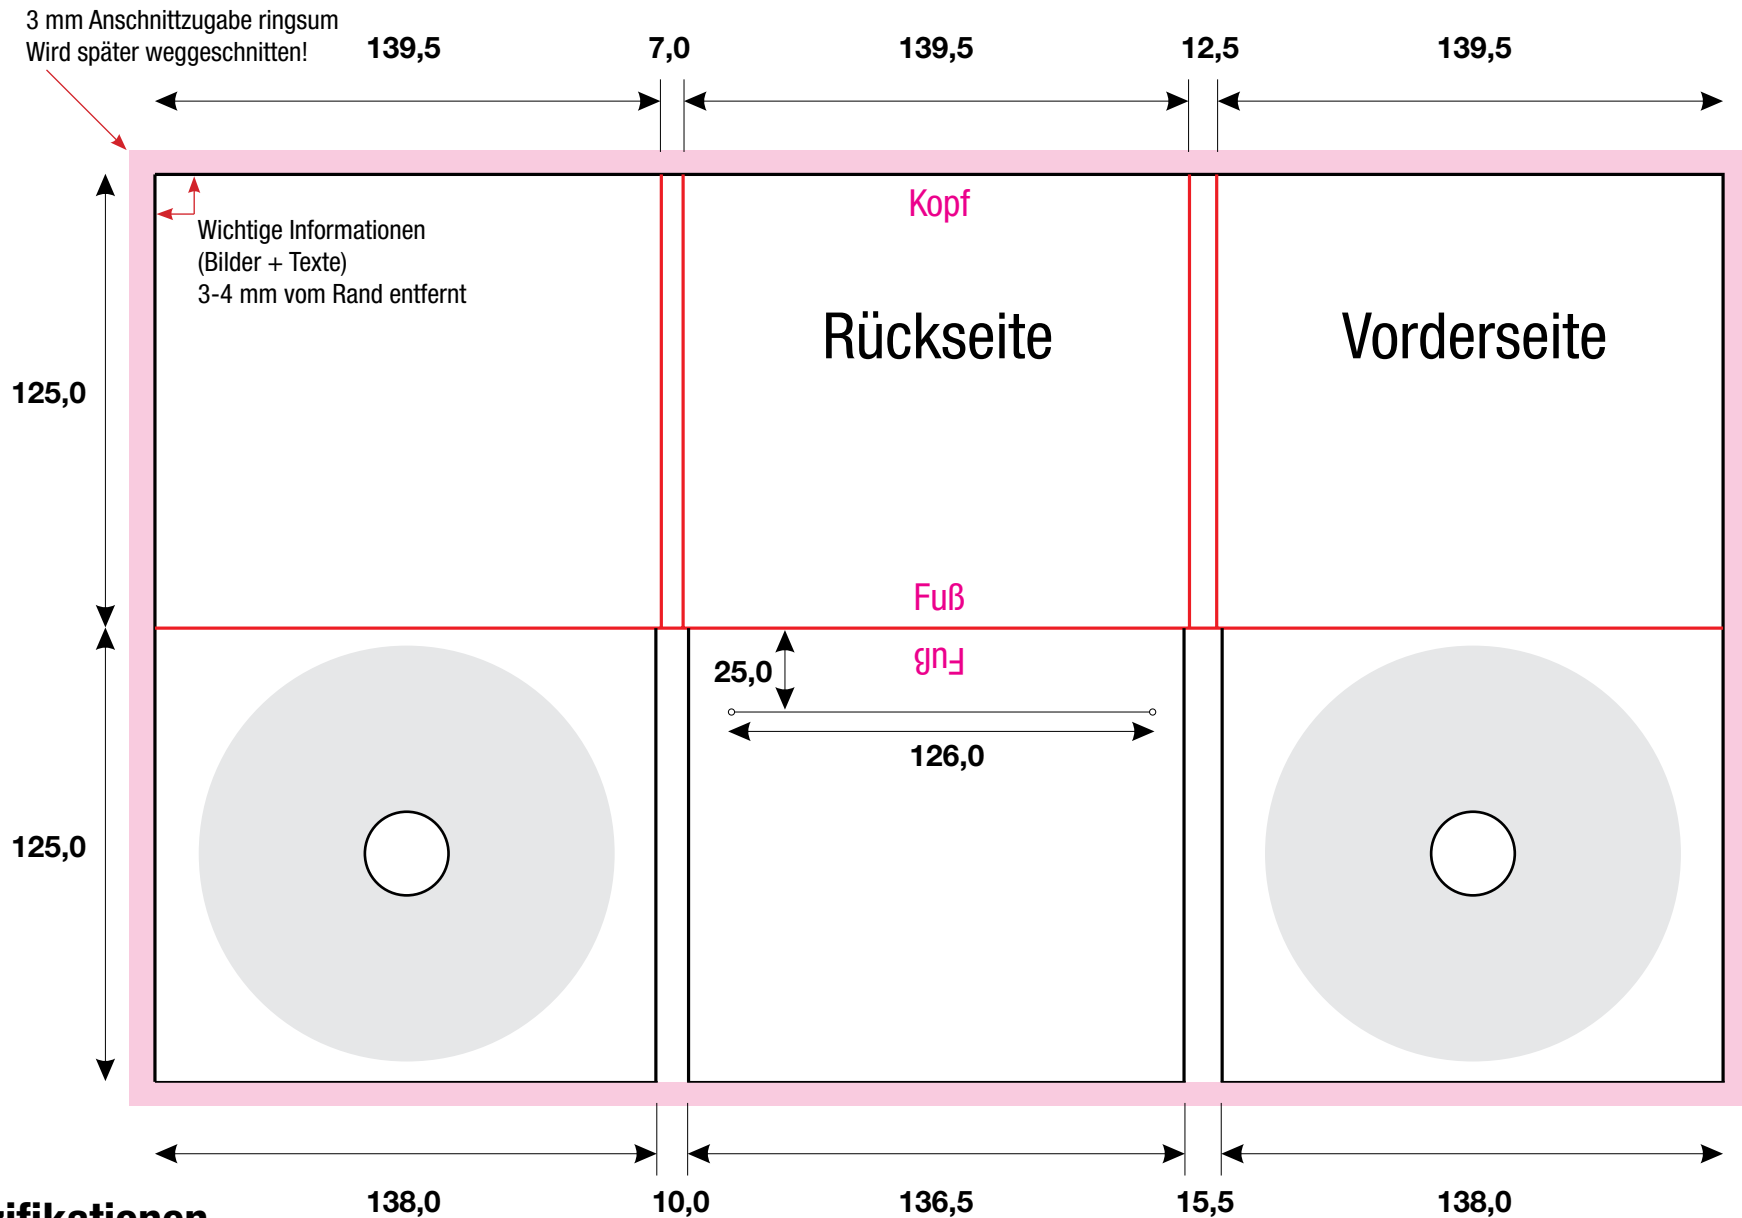 3 mm Anschnittzugabe ringsum
Wird später weggeschnitten!
139,5
7,0
139,5
12,5
139,5
Kopf
Wichtige Informationen
(Bilder + Texte)
3-4 mm vom Rand entfernt
Rückseite
Vorderseite
125,0
Fuß
Fuß
25,0
126,0
125,0
138,0
10,0
136,5
15,5
138,0